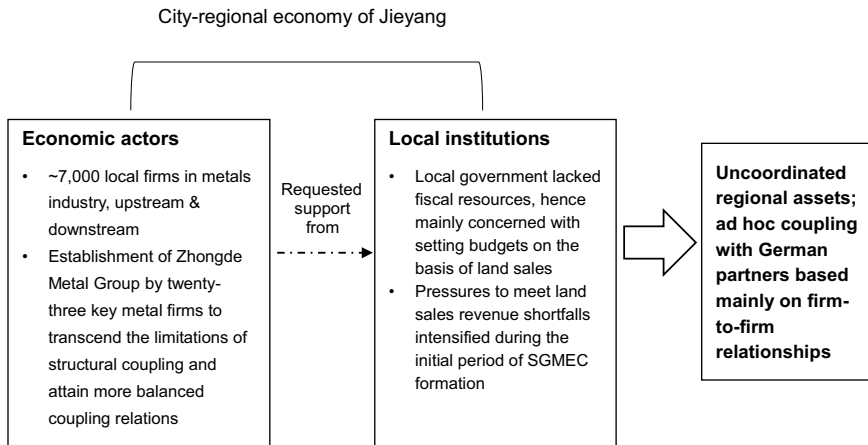 City-regional economy of Jieyang
Economic actors
• ~7,000 local firms in metals
industry, upstream &
downstream
• Establishment of Zhongde
Metal Group by twenty-
three key metal firms to
transcend the limitations of
structural coupling and
attain more balanced
coupling relations
Requested
support
from
Local institutions
• Local government lacked
fiscal resources, hence
mainly concerned with
setting budgets on the
basis of land sales
• Pressures to meet land
sales revenue shortfalls
intensified during the
initial period of SGMEC
formation
Uncoordinated
regional assets;
ad hoc coupling
with German
partners based
mainly on firm-
to-firm
relationships